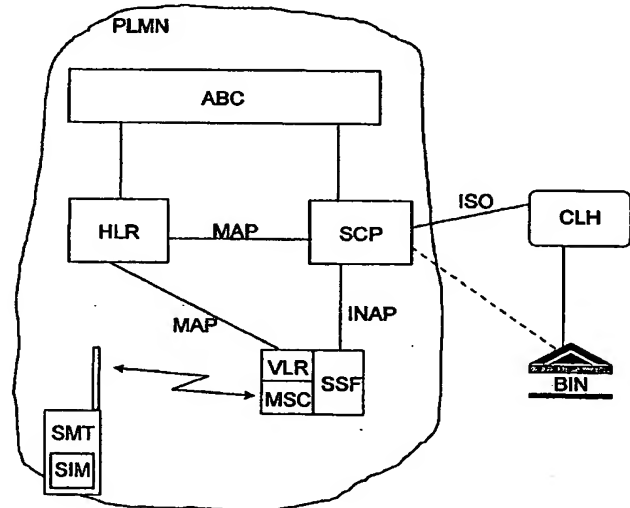 PLMN
ABC
ISO
CLH
HLR
MAP
SCP
MAP
INAP
VLR
SSF
MSC
BIN
SMT
SIM